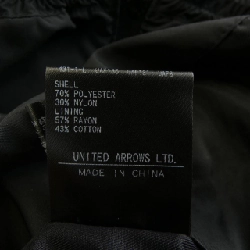 SHELL
70% POLYESTER
30% NYLON
LINING
57% RAYON
43% COTTON
UNITED ARROWS LTD.
MADE IN CHINA